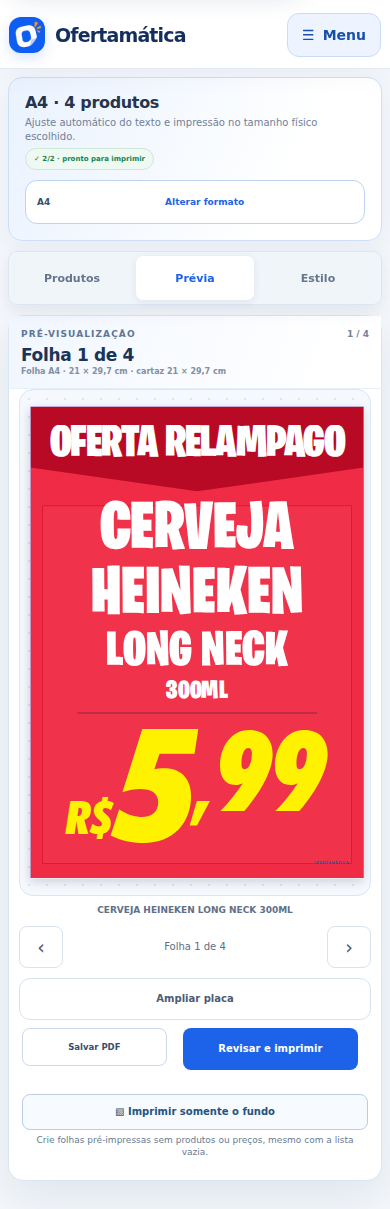 Ofertamática
☰ Menu
A4 · 4 produtos
Ajuste automático do texto e impressão no tamanho físico
escolhido.
✓ 2/2 · pronto para imprimir
A4 Alterar formato
Produtos Prévia Estilo
PRÉ-VISUALIZAÇÃO 1 / 4
Folha 1 de 4
Folha A4 · 21 × 29,7 cm · cartaz 21 × 29,7 cm
OFERTA RELAMPAGO
CERVEJA
HEINEKEN
LONG NECK
300ML
R$5,99
CERVEJA HEINEKEN LONG NECK 300ML
‹ Folha 1 de 4 ›
Ampliar placa
Salvar PDF Revisar e imprimir
▧ Imprimir somente o fundo
Crie folhas pré-impressas sem produtos ou preços, mesmo com a lista
vazia.